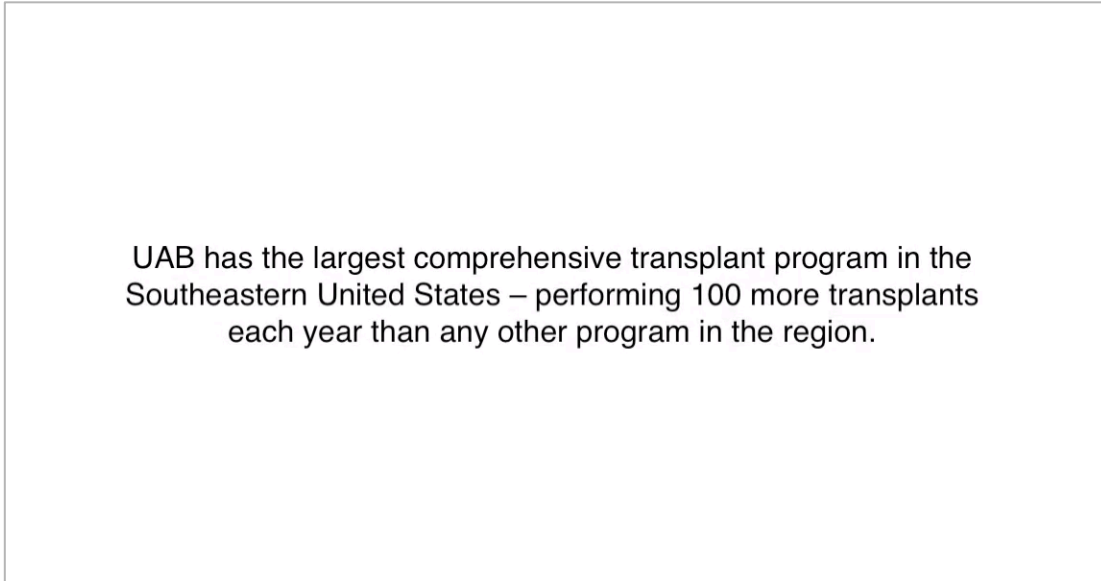 UAB has the largest comprehensive transplant program in the
Southeastern United States – performing 100 more transplants
each year than any other program in the region.